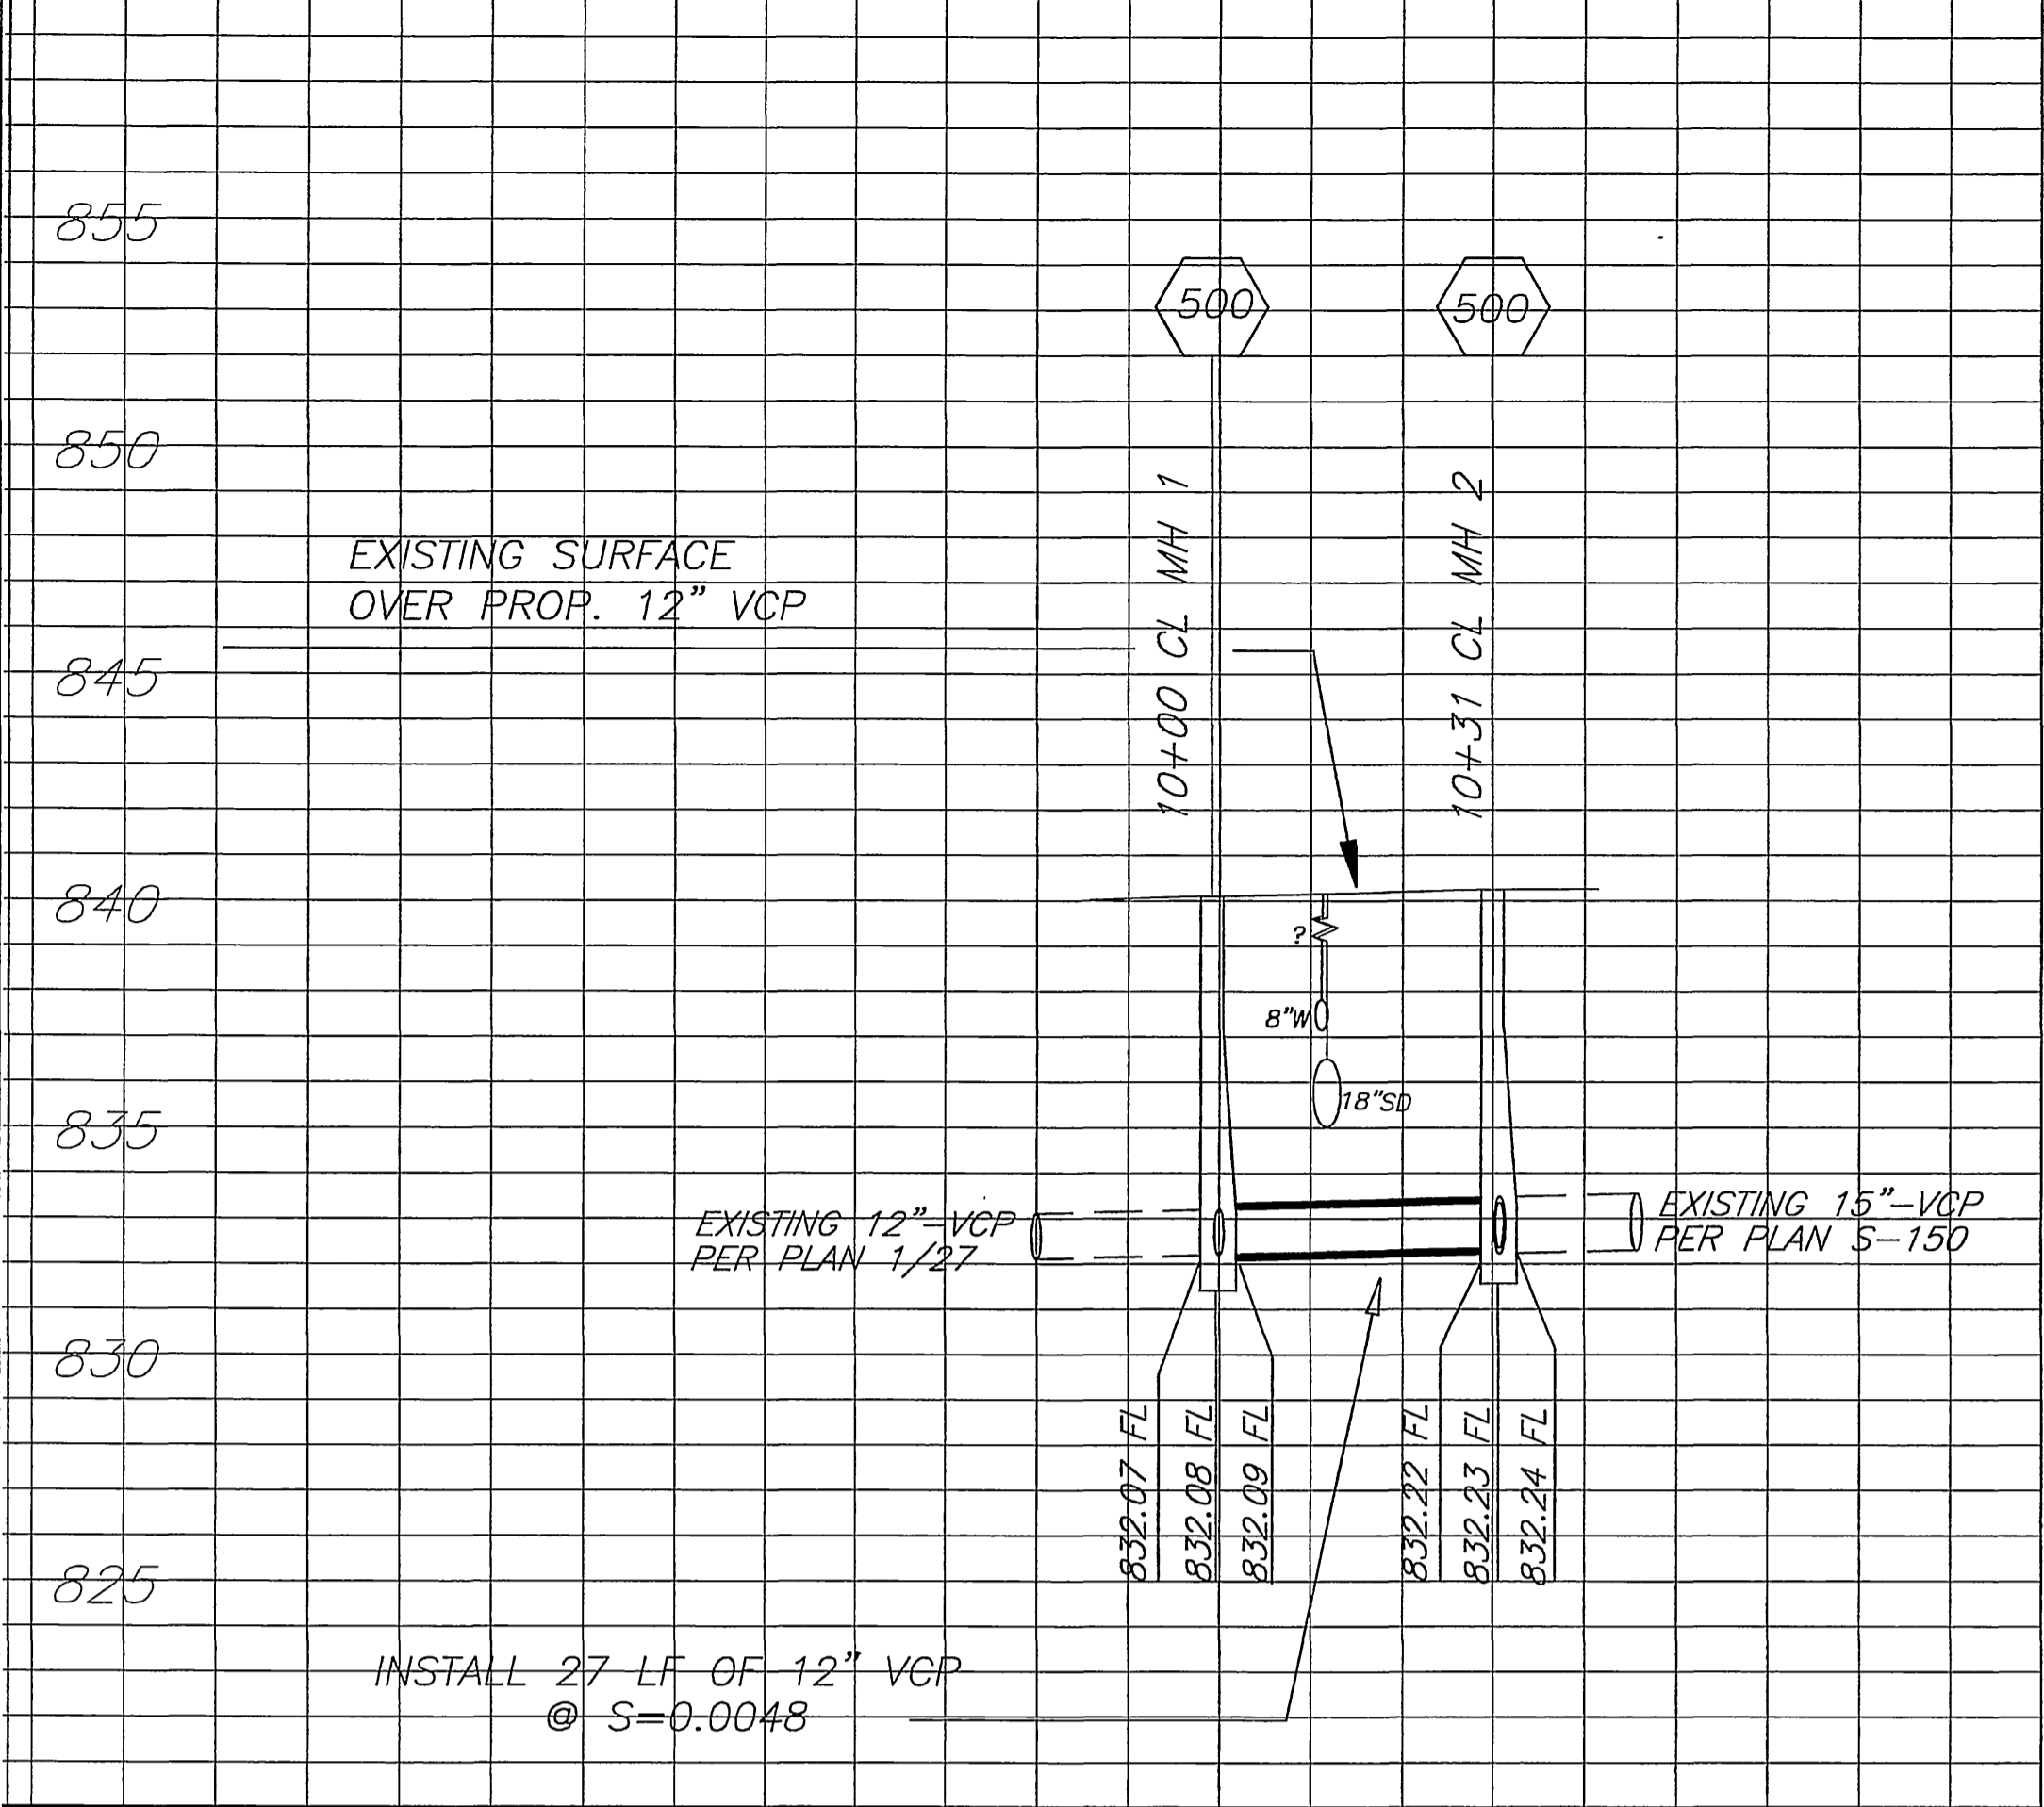 855
500
500
850
EXISTING SURFACE
OVER PROP. 12" VCP
10+00 CL MH 1
10+31 CL MH 2
845
840
?
8"W
18"SD
835
EXISTING 12"-VCP
PER PLAN 1/27
EXISTING 15"-VCP
PER PLAN S-150
830
832.07 FL
832.08 FL
832.09 FL
832.22 FL
832.23 FL
832.24 FL
825
INSTALL 27 LF OF 12" VCP
@ S=0.0048